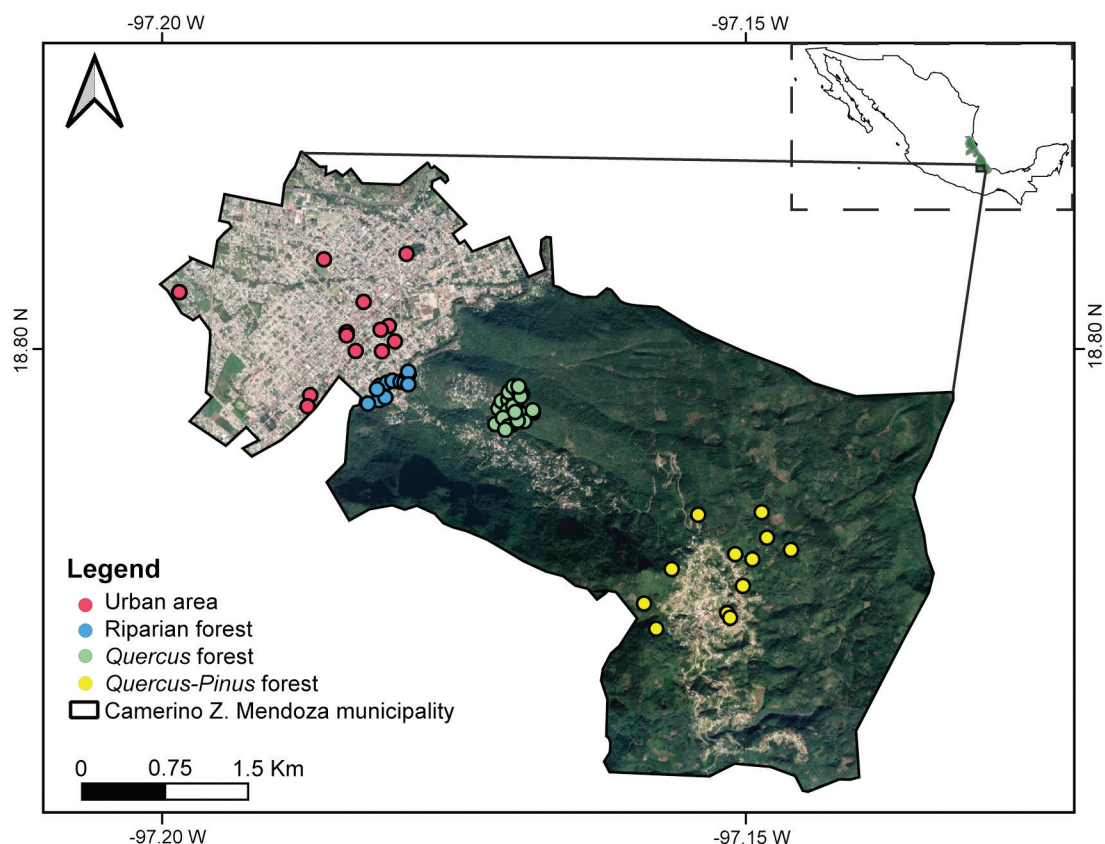 -97.20 W
-97.15 W
18.80 N
18.80 N
Legend
Urban area
Riparian forest
Quercus forest
Quercus-Pinus forest
Camerino Z. Mendoza municipality
0 0.75 1.5 Km
-97.20 W
-97.15 W